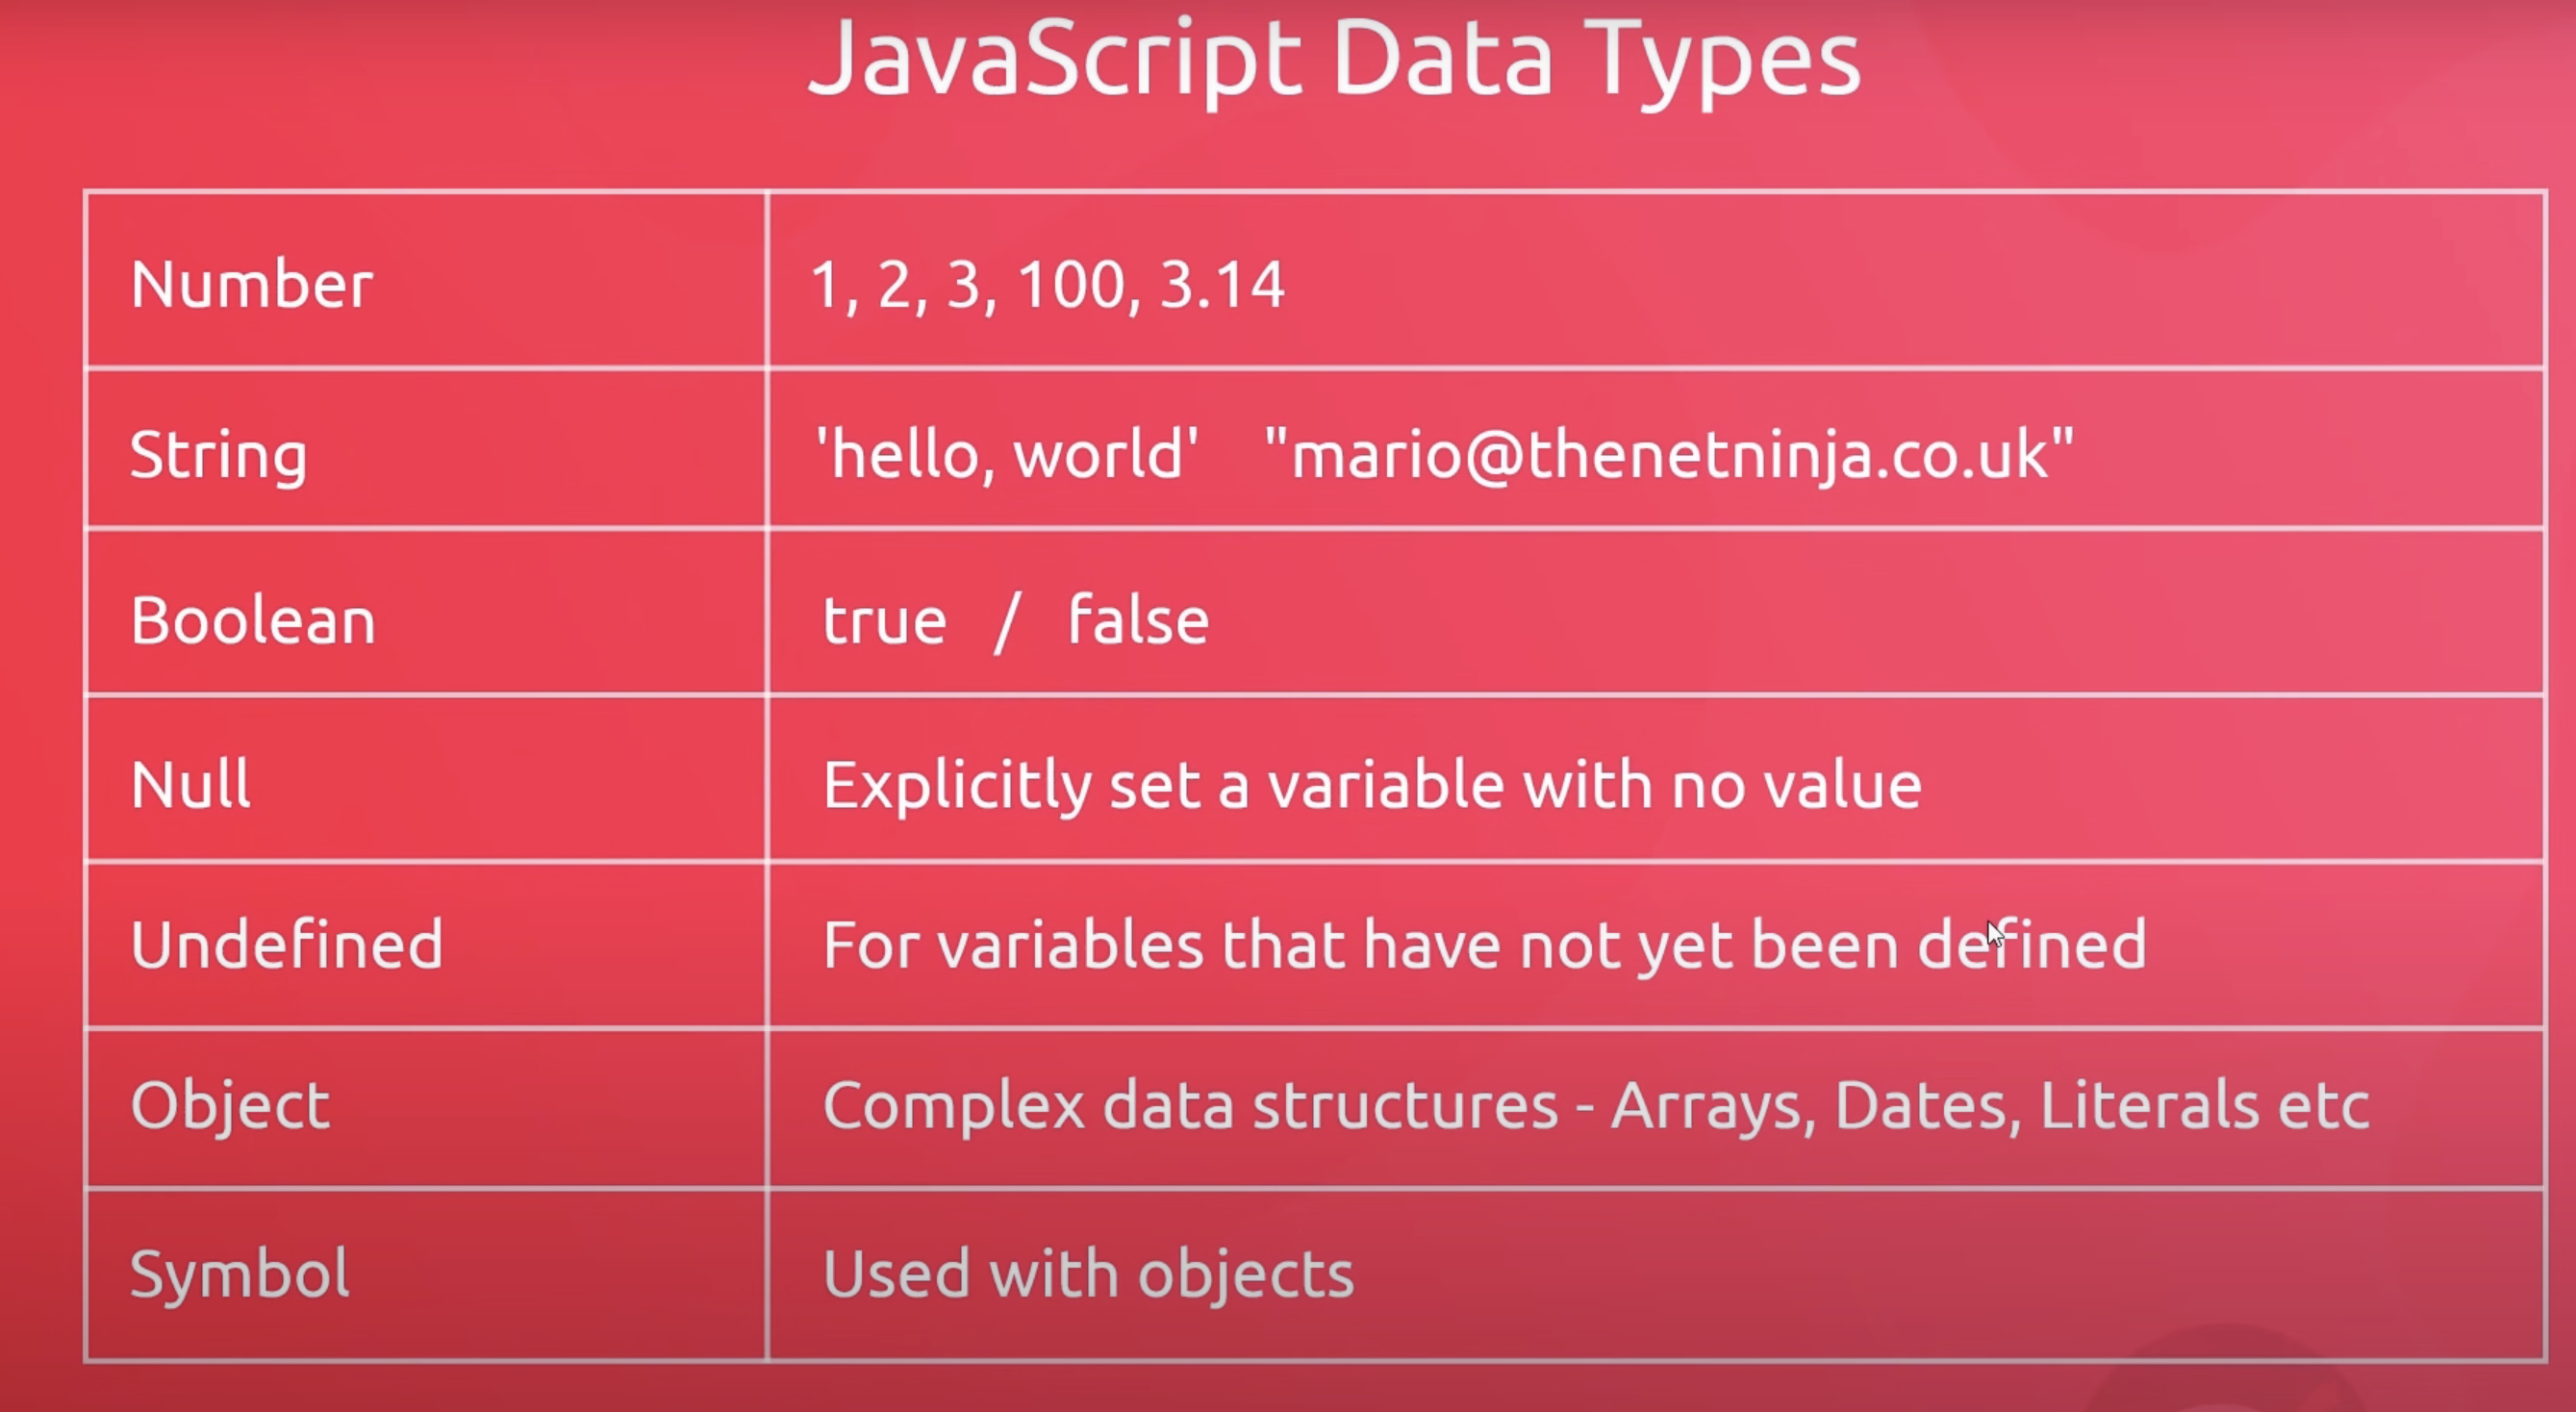 JavaScript Data Types
Number 1, 2, 3, 100, 3.14
String 'hello, world' "mario@thenetninja.co.uk"
Boolean true / false
Null Explicitly set a variable with no value
Undefined For variables that have not yet been defined
Object Complex data structures - Arrays, Dates, Literals etc
Symbol Used with objects